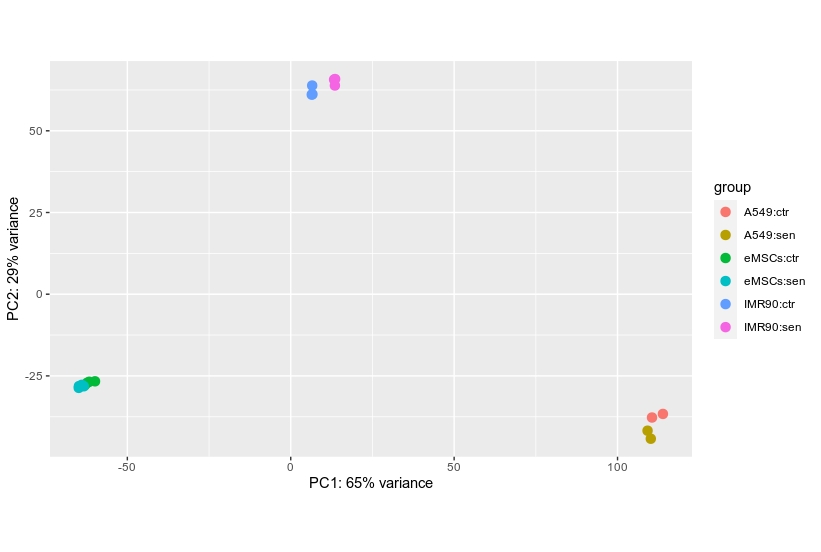 50
25
0
-25
-50
0
50
100
PC1: 65% variance
PC2: 29% variance
group
A549:ctr
A549:sen
eMSCs:ctr
eMSCs:sen
IMR90:ctr
IMR90:sen